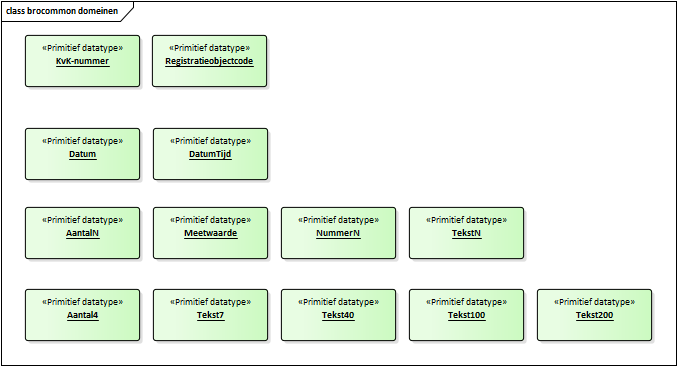 class brocommon domeinen
«Primitief datatype» «Primitief datatype»
KvK-nummer Registratieobjectcode
«Primitief datatype» «Primitief datatype»
Datum DatumTijd
«Primitief datatype» «Primitief datatype» «Primitief datatype» «Primitief datatype»
AantalN Meetwaarde NummerN TekstN
«Primitief datatype» «Primitief datatype» «Primitief datatype» «Primitief datatype» «Primitief datatype»
Aantal4 Tekst7 Tekst40 Tekst100 Tekst200